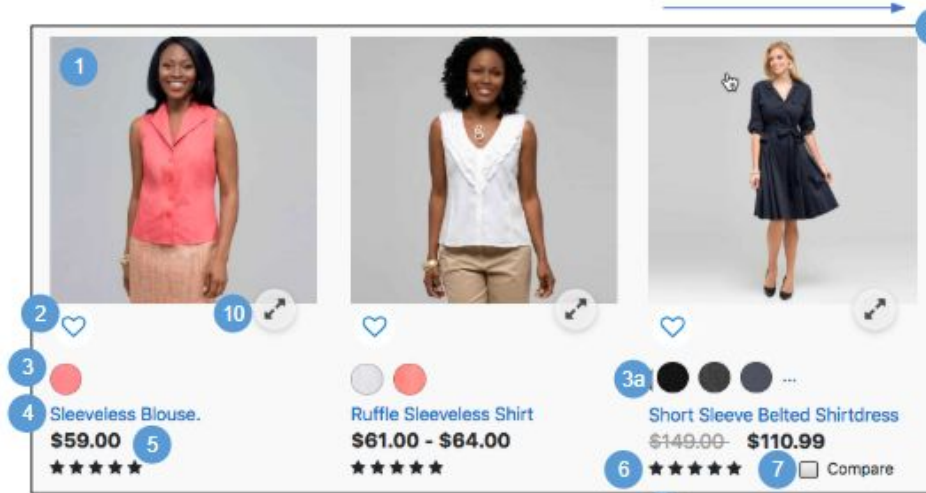 1
2
10
3
3a
...
4
Sleeveless Blouse.
Ruffle Sleeveless Shirt
Short Sleeve Belted Shirtdress
$59.00
5
$61.00 - $64.00
$149.00 $110.99
6
7
Compare